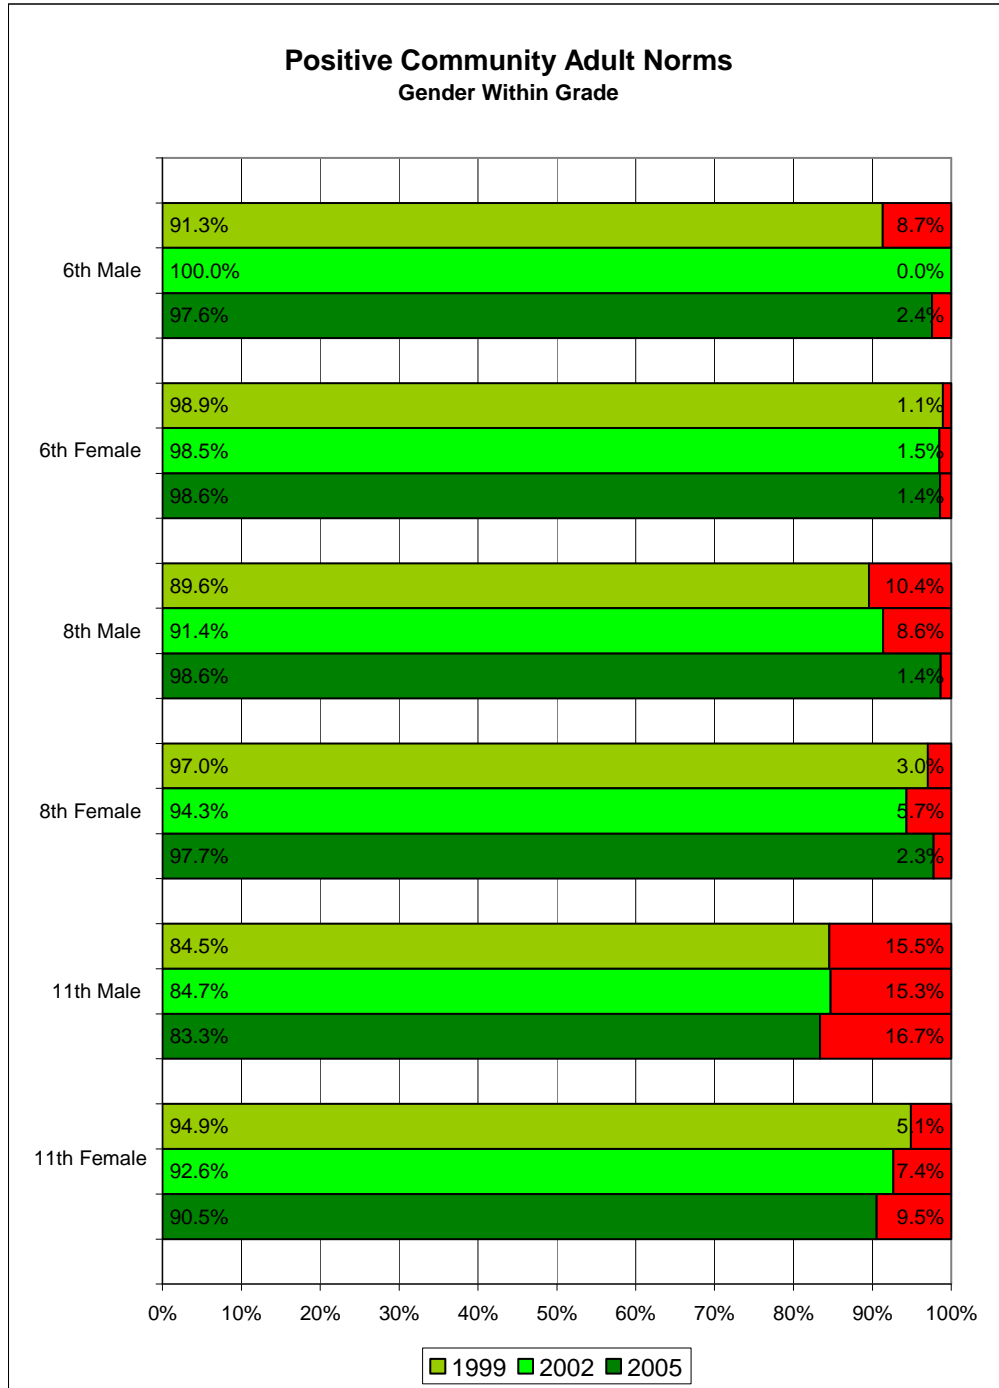 Positive Community Adult Norms
Gender Within Grade
91.3% 8.7%
6th Male 100.0% 0.0%
97.6% 2.4%
98.9% 1.1%
6th Female 98.5% 1.5%
98.6% 1.4%
89.6% 10.4%
8th Male 91.4% 8.6%
98.6% 1.4%
97.0% 3.0%
8th Female 94.3% 5.7%
97.7% 2.3%
84.5% 15.5%
11th Male 84.7% 15.3%
83.3% 16.7%
94.9% 5.1%
11th Female 92.6% 7.4%
90.5% 9.5%
0% 10% 20% 30% 40% 50% 60% 70% 80% 90% 100%
1999 2002 2005